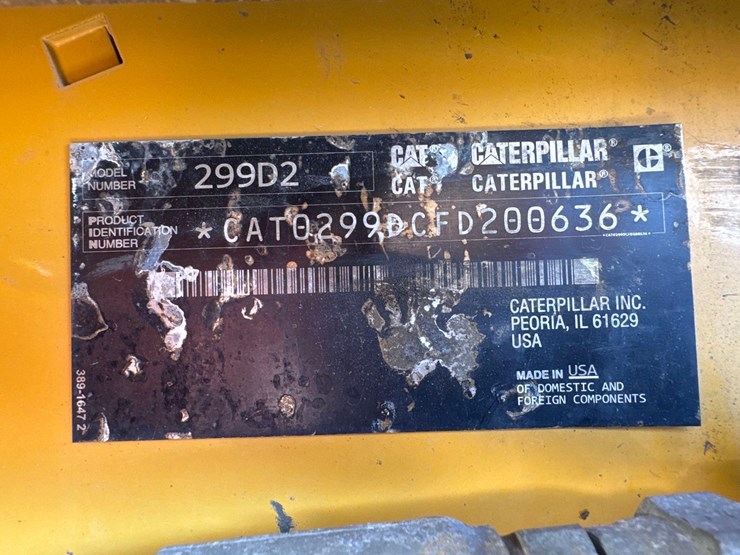 MODEL
NUMBER 299D2
CAT® CATERPILLAR® C®
CAT® CATERPILLAR®
PRODUCT
IDENTIFICATION
NUMBER
*CAT0299DCFD200636*
CATERPILLAR INC.
PEORIA, IL 61629
USA
MADE IN USA
OF DOMESTIC AND
FOREIGN COMPONENTS
389-1647 2